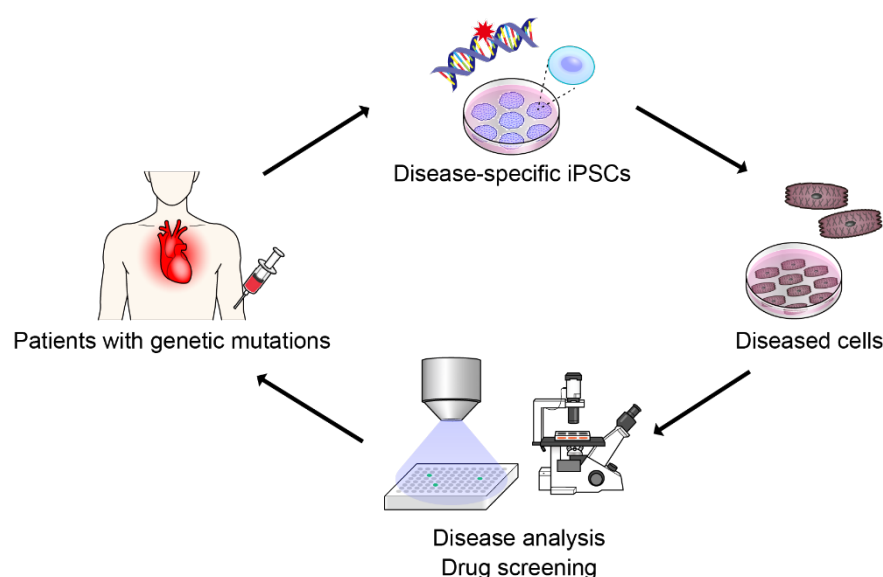 Disease-specific iPSCs
Patients with genetic mutations
Diseased cells
Disease analysis
Drug screening